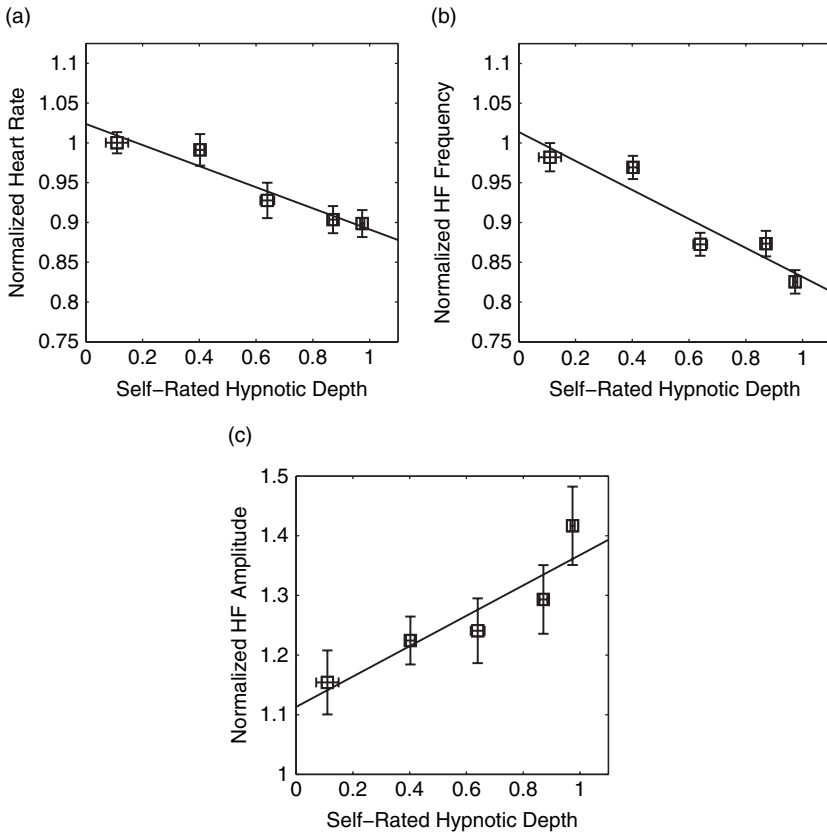 (a)
Normalized Heart Rate
1.1
1.05
1
0.95
0.9
0.85
0.8
0.75
0 0.2 0.4 0.6 0.8 1
Self−Rated Hypnotic Depth
(b)
Normalized HF Frequency
1.1
1.05
1
0.95
0.9
0.85
0.8
0.75
0 0.2 0.4 0.6 0.8 1
Self−Rated Hypnotic Depth
(c)
Normalized HF Amplitude
1.5
1.4
1.3
1.2
1.1
1
0 0.2 0.4 0.6 0.8 1
Self−Rated Hypnotic Depth